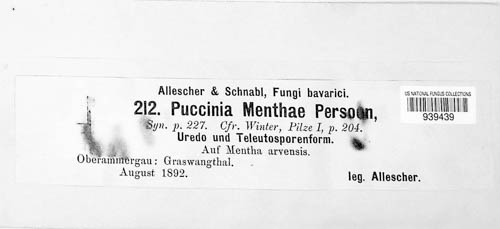 Allescher & Schnabl, Fungi bavarici.
212. Puccinia Menthae Persoon,
Syn. p. 227. Cfr. Winter, Pilze I, p. 204.
Uredo und Teleutosporenform.
Auf Mentha arvensis.
Oberammergau: Graswangthal.
August 1892.
leg. Allescher.
US NATIONAL FUNGUS COLLECTIONS
939439